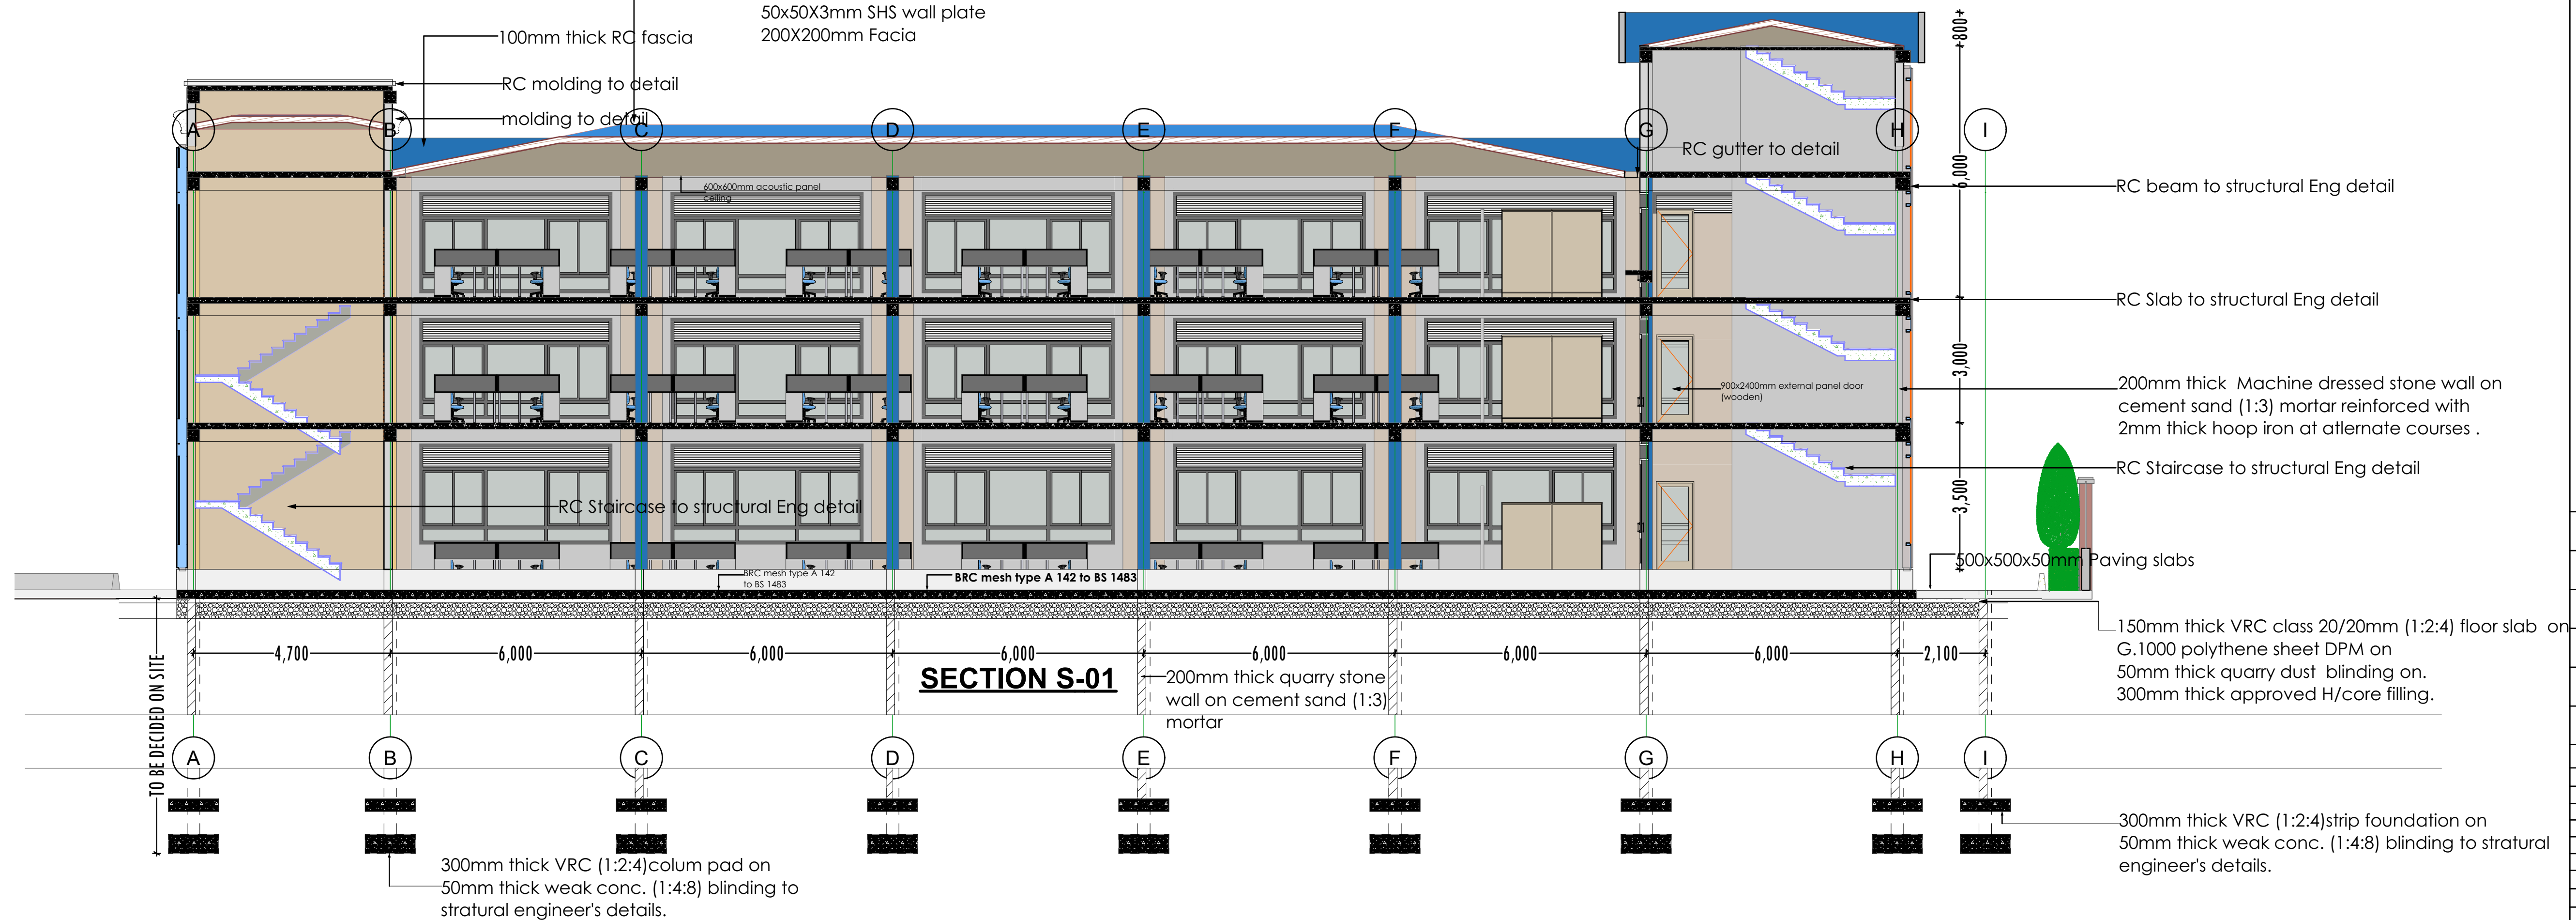 50x50X3mm SHS wall plate
200X200mm Facia
100mm thick RC fascia
RC molding to detail
molding to detail
800
A
B
C
D
E
F
G
H
I
RC gutter to detail
6,000
600x600mm acoustic panel
ceiling
RC beam to structural Eng detail
RC Slab to structural Eng detail
3,000
900x2400mm external panel door
(wooden)
200mm thick  Machine dressed stone wall on
cement sand (1:3) mortar reinforced with
2mm thick hoop iron at atlernate courses .
RC Staircase to structural Eng detail
3,500
RC Staircase to structural Eng detail
500x500x50mm Paving slabs
BRC mesh type A 142
to BS 1483
BRC mesh type A 142 to BS 1483
150mm thick VRC class 20/20mm (1:2:4) floor slab  on
G.1000 polythene sheet DPM on
50mm thick quarry dust  blinding on.
300mm thick approved H/core filling.
4,700
6,000
6,000
6,000
6,000
6,000
6,000
2,100
SECTION S-01
200mm thick quarry stone
wall on cement sand (1:3)
mortar
TO BE DECIDED ON SITE
A
B
C
D
E
F
G
H
I
300mm thick VRC (1:2:4)strip foundation on
50mm thick weak conc. (1:4:8) blinding to stratural
engineer's details.
300mm thick VRC (1:2:4)colum pad on
50mm thick weak conc. (1:4:8) blinding to
stratural engineer's details.